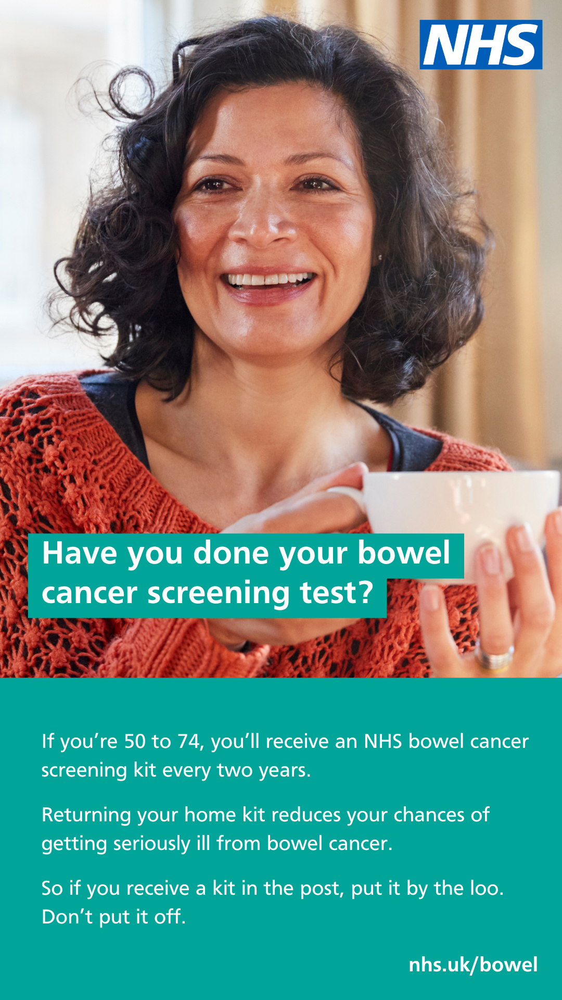 NHS
Have you done your bowel
cancer screening test?
If you’re 50 to 74, you’ll receive an NHS bowel cancer
screening kit every two years.
Returning your home kit reduces your chances of
getting seriously ill from bowel cancer.
So if you receive a kit in the post, put it by the loo.
Don’t put it off.
nhs.uk/bowel